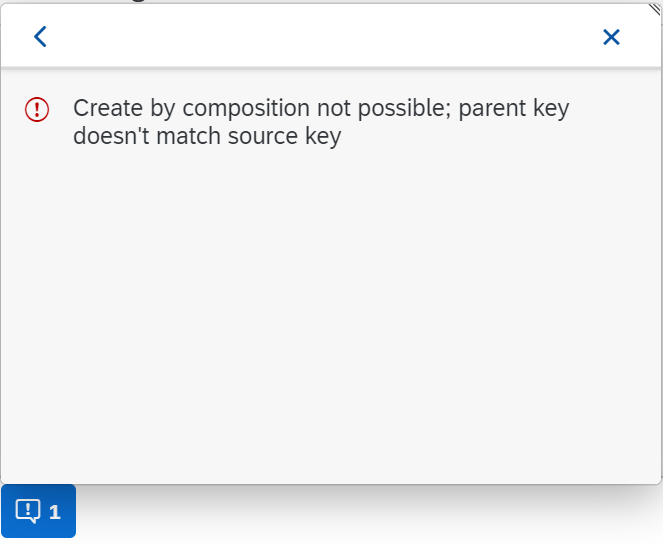 Create by composition not possible; parent key
doesn't match source key
1